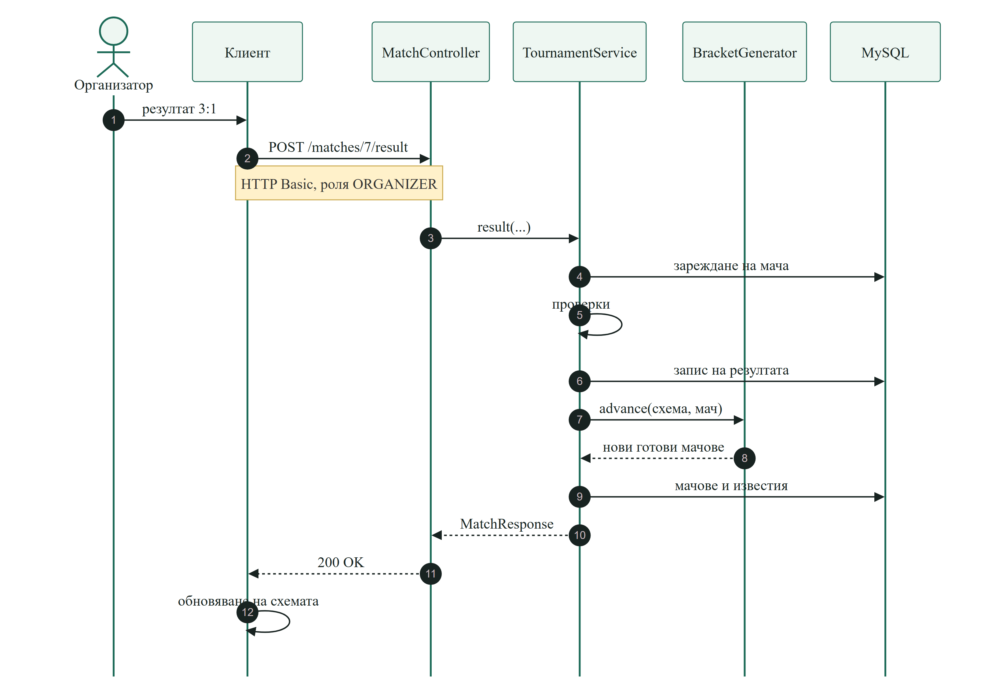 Организатор
Клиент
MatchController
TournamentService
BracketGenerator
MySQL
1
резултат 3:1
2
POST /matches/7/result
HTTP Basic, роля ORGANIZER
3
result(...)
4
зареждане на мача
проверки
5
6
запис на резултата
7
advance(схема, мач)
нови готови мачове
8
9
мачове и известия
MatchResponse
10
200 OK
11
обновяване на схемата
12